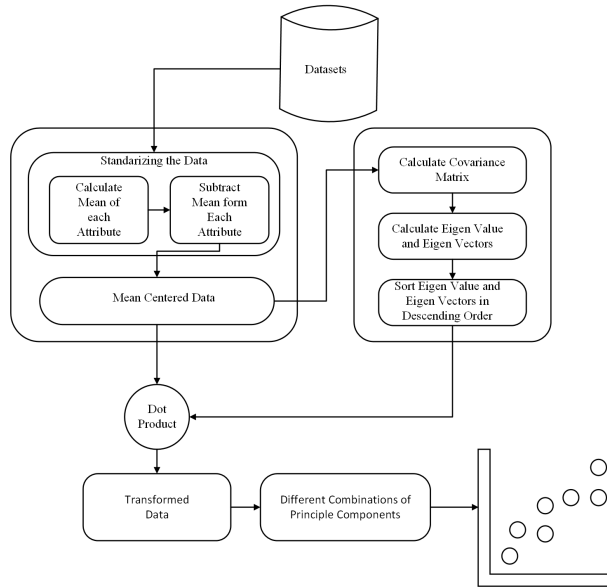 Datasets
Standarizing the Data
Calculate
Mean of
each
Attribute
Subtract
Mean form
Each
Attribute
Mean Centered Data
Calculate Covariance
Matrix
Calculate Eigen Value
and Eigen Vectors
Sort Eigen Value and
Eigen Vectors in
Descending Order
Dot
Product
Transformed
Data
Different Combinations of
Principle Components